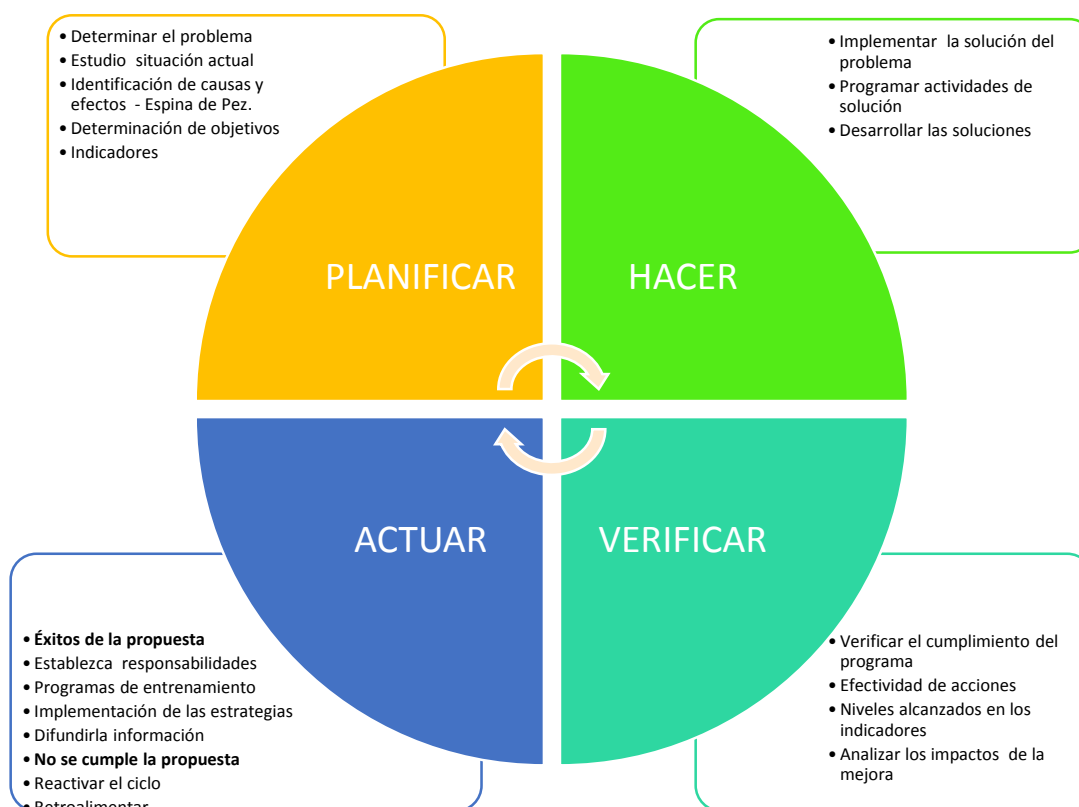 • Determinar el problema
• Estudio situación actual
• Identificación de causas y
efectos - Espina de Pez.
• Determinación de objetivos
• Indicadores
• Implementar la solución del
problema
• Programar actividades de
solución
• Desarrollar las soluciones
PLANIFICAR
HACER
ACTUAR
VERIFICAR
• Éxitos de la propuesta
• Establezca responsabilidades
• Programas de entrenamiento
• Implementación de las estrategias
• Difundirla información
• No se cumple la propuesta
• Reactivar el ciclo
• Retroalimentar
• Verificar el cumplimiento del
programa
• Efectividad de acciones
• Niveles alcanzados en los
indicadores
• Analizar los impactos de la
mejora